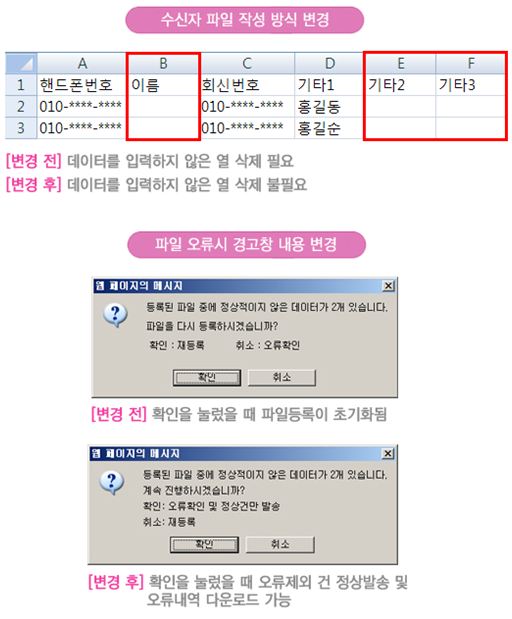 수신자 파일 작성 방식 변경
A B C D E F
1 핸드폰번호 이름 회신번호 기타1 기타2 기타3
2 010-****-**** 010-****-**** 홍길동
3 010-****-**** 010-****-**** 홍길순
[변경 전] 데이터를 입력하지 않은 열 삭제 필요
[변경 후] 데이터를 입력하지 않은 열 삭제 불필요
파일 오류시 경고창 내용 변경
웹 페이지의 메시지
등록된 파일 중에 정상적이지 않은 데이터가 2개 있습니다.
파일을 다시 등록하시겠습니까?
확인 : 재등록 취소 : 오류확인
확인 취소
[변경 전] 확인을 눌렀을 때 파일등록이 초기화됨
웹 페이지의 메시지
등록된 파일 중에 정상적이지 않은 데이터가 2개 있습니다.
계속 진행하시겠습니까?
확인: 오류확인 및 정상건만 발송
취소: 재등록
확인 취소
[변경 후] 확인을 눌렀을 때 오류제외 건 정상발송 및
오류내역 다운로드 가능